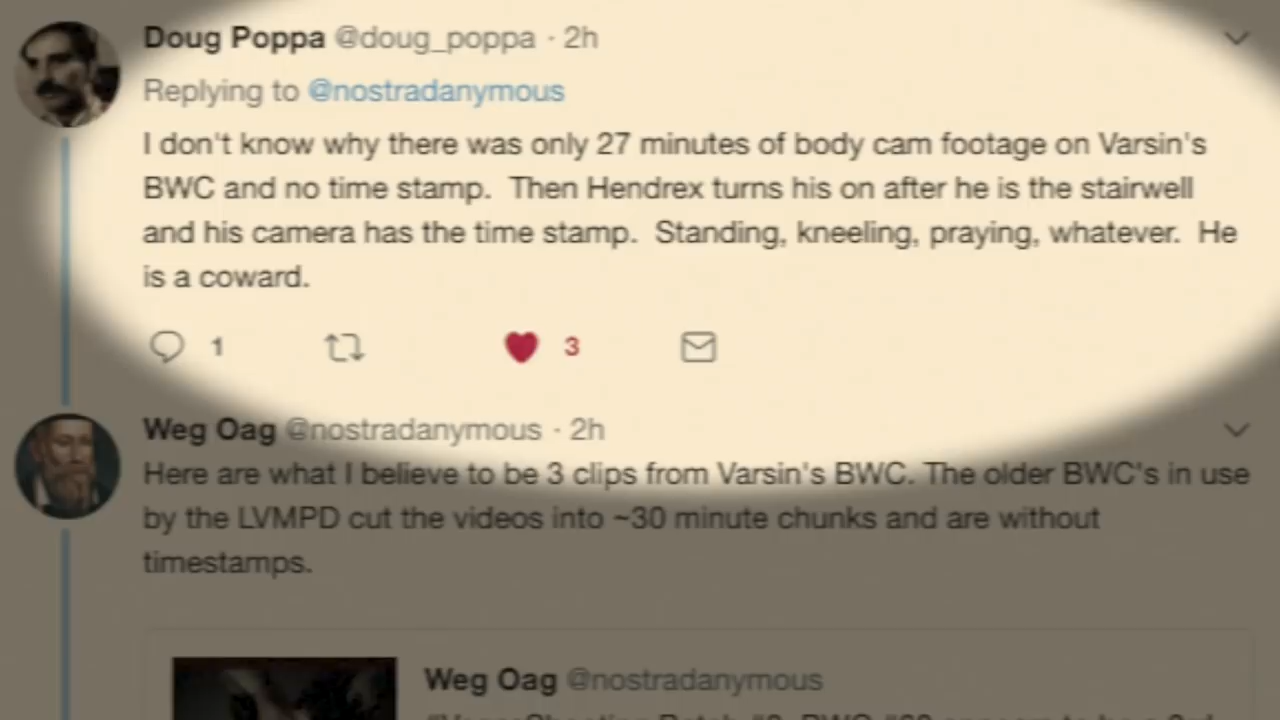 Doug Poppa @doug_poppa · 2h
Replying to @nostradanymous
I don't know why there was only 27 minutes of body cam footage on Varsin's
BWC and no time stamp.  Then Hendrex turns his on after he is the stairwell
and his camera has the time stamp.  Standing, kneeling, praying, whatever.  He
is a coward.
1 3
Weg Oag @nostradanymous · 2h
Here are what I believe to be 3 clips from Varsin's BWC. The older BWC's in use
by the LVMPD cut the videos into ~30 minute chunks and are without
timestamps.
Weg Oag @nostradanymous